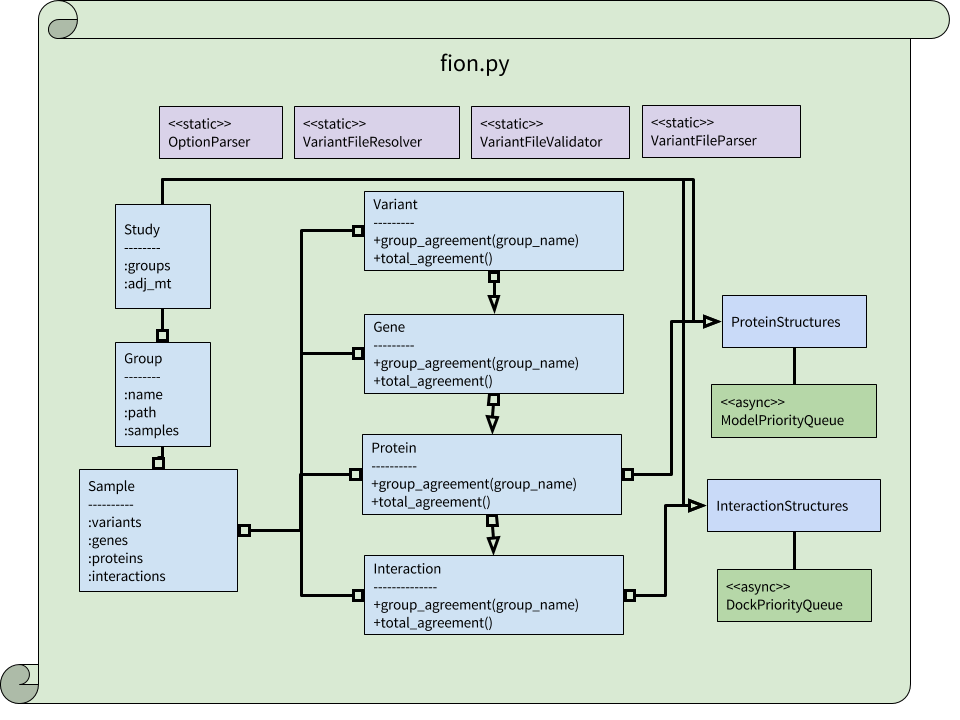 fion.py
<<static>>
OptionParser
<<static>>
VariantFileResolver
<<static>>
VariantFileValidator
<<static>>
VariantFileParser
Study
--------
:groups
:adj_mt
Group
--------
:name
:path
:samples
Sample
----------
:variants
:genes
:proteins
:interactions
Variant
---------
+group_agreement(group_name)
+total_agreement()
Gene
---------
+group_agreement(group_name)
+total_agreement()
Protein
----------
+group_agreement(group_name)
+total_agreement()
Interaction
--------------
+group_agreement(group_name)
+total_agreement()
ProteinStructures
<<async>>
ModelPriorityQueue
InteractionStructures
<<async>>
DockPriorityQueue